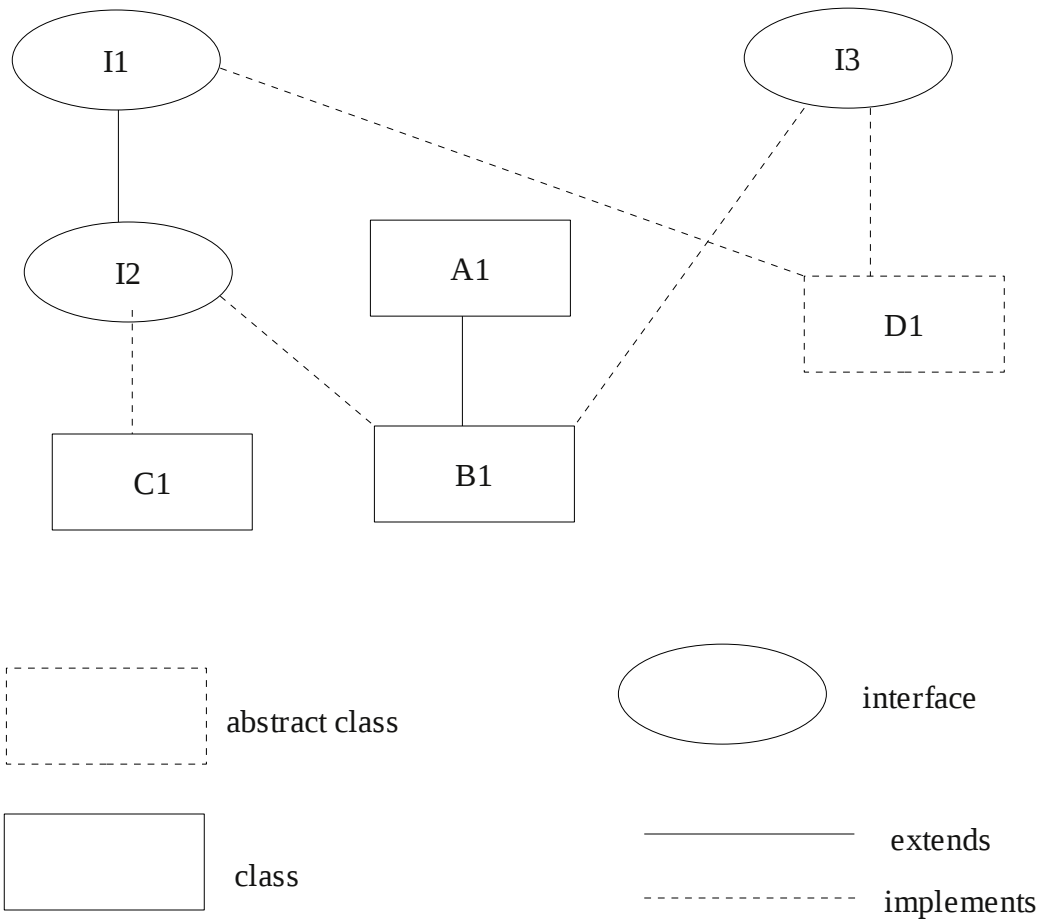 I1
I3
I2
A1
D1
C1
B1
abstract class
interface
class
extends
implements